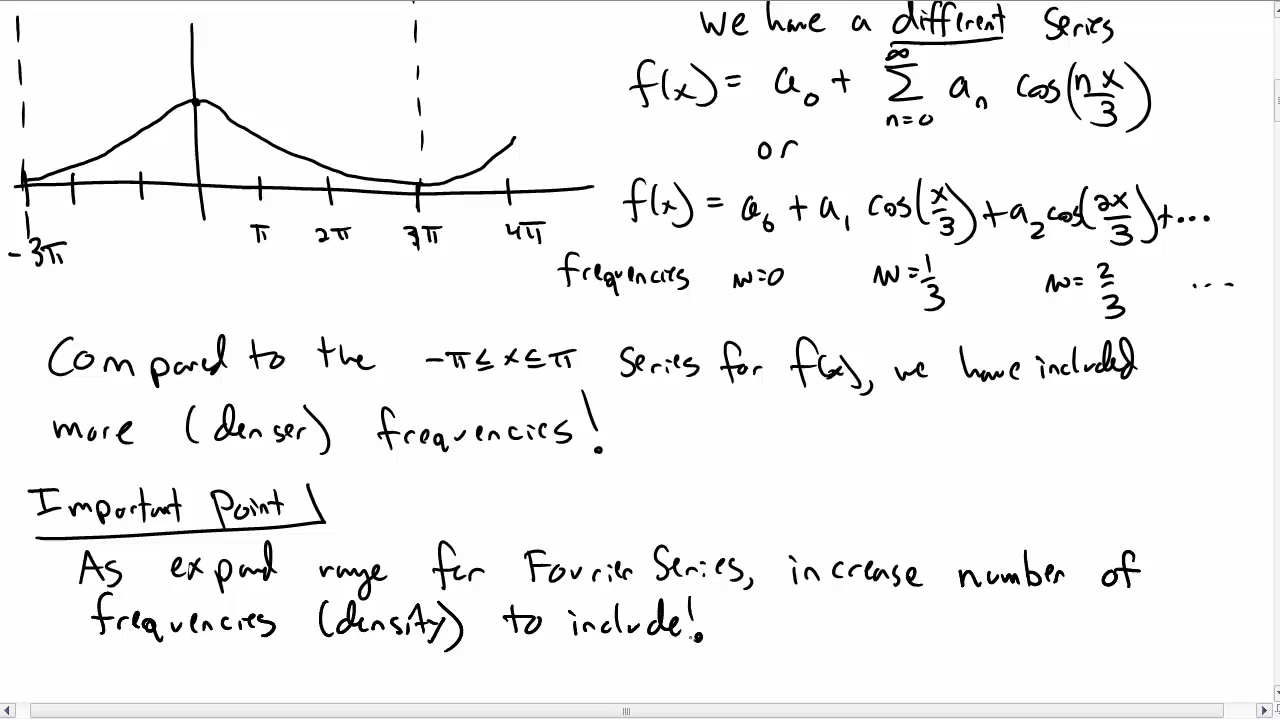 We have a different series
f(x) = a₀ + ∞ Σ n=0 aₙ cos(nx/3)
or
f(x) = a₀ + a₁ cos(x/3) + a₂ cos(2x/3) + ...
frequencies w=0 w=1/3 w=2/3 ...
-3π π 2π 3π 4π
Compared to the -π ≤ x ≤ π series for f(x), we have included
more (denser) frequencies!
Important Point
As expand range for Fourier Series, increase number of
frequencies (density) to include!